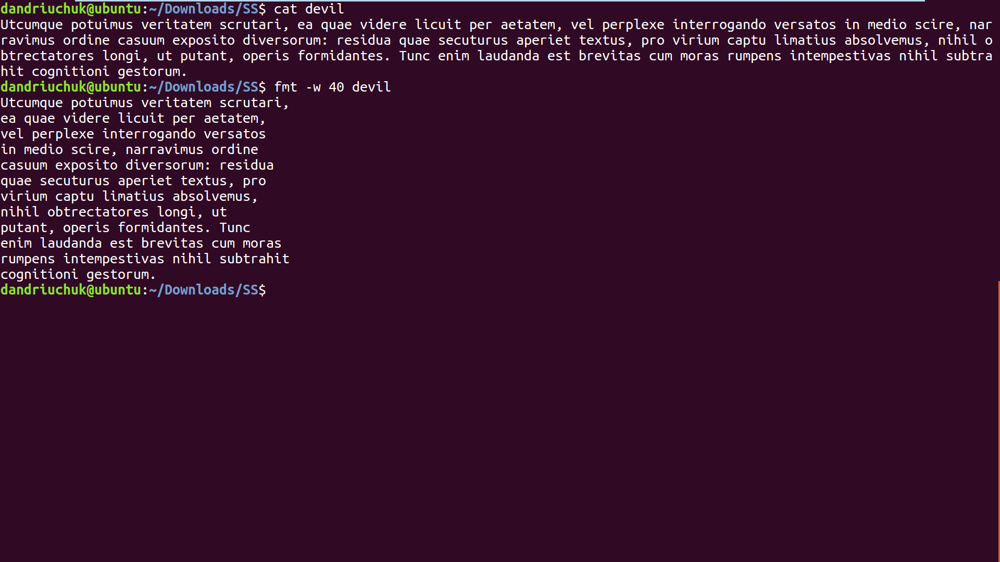 dandriuchuk@ubuntu:~/Downloads/SS$ cat devil
Utcumque potuimus veritatem scrutari, ea quae videre licuit per aetatem, vel perplexe interrogando versatos in medio scire, nar
ravimus ordine casuum exposito diversorum: residua quae secuturus aperiet textus, pro virium captu limatius absolvemus, nihil o
btrectatores longi, ut putant, operis formidantes. Tunc enim laudanda est brevitas cum moras rumpens intempestivas nihil subtra
hit cognitioni gestorum.
dandriuchuk@ubuntu:~/Downloads/SS$ fmt -w 40 devil
Utcumque potuimus veritatem scrutari,
ea quae videre licuit per aetatem,
vel perplexe interrogando versatos
in medio scire, narravimus ordine
casuum exposito diversorum: residua
quae secuturus aperiet textus, pro
virium captu limatius absolvemus,
nihil obtrectatores longi, ut
putant, operis formidantes. Tunc
enim laudanda est brevitas cum moras
rumpens intempestivas nihil subtrahit
cognitioni gestorum.
dandriuchuk@ubuntu:~/Downloads/SS$